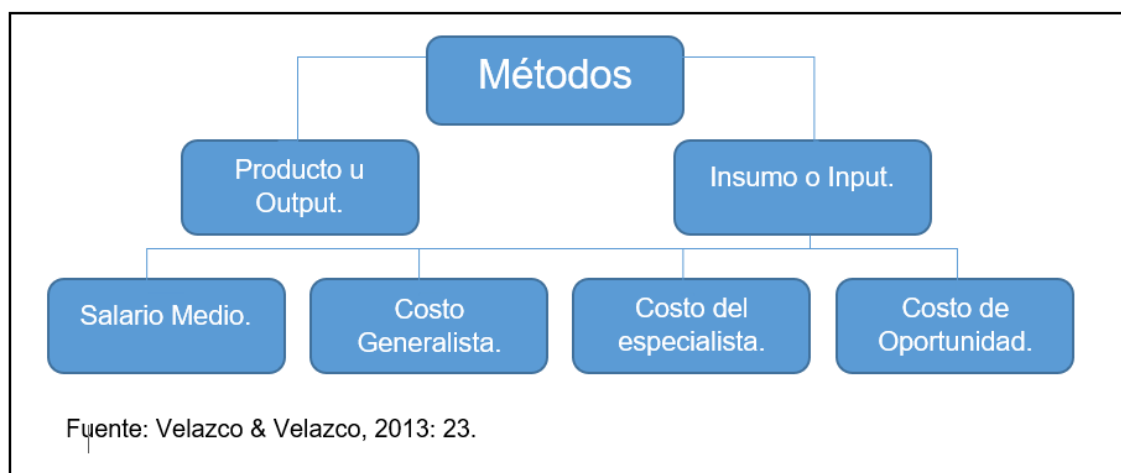 Métodos
Producto u
Output.
Insumo o Input.
Salario Medio.
Costo
Generalista.
Costo del
especialista.
Costo de
Oportunidad.
Fuente: Velazco & Velazco, 2013: 23.